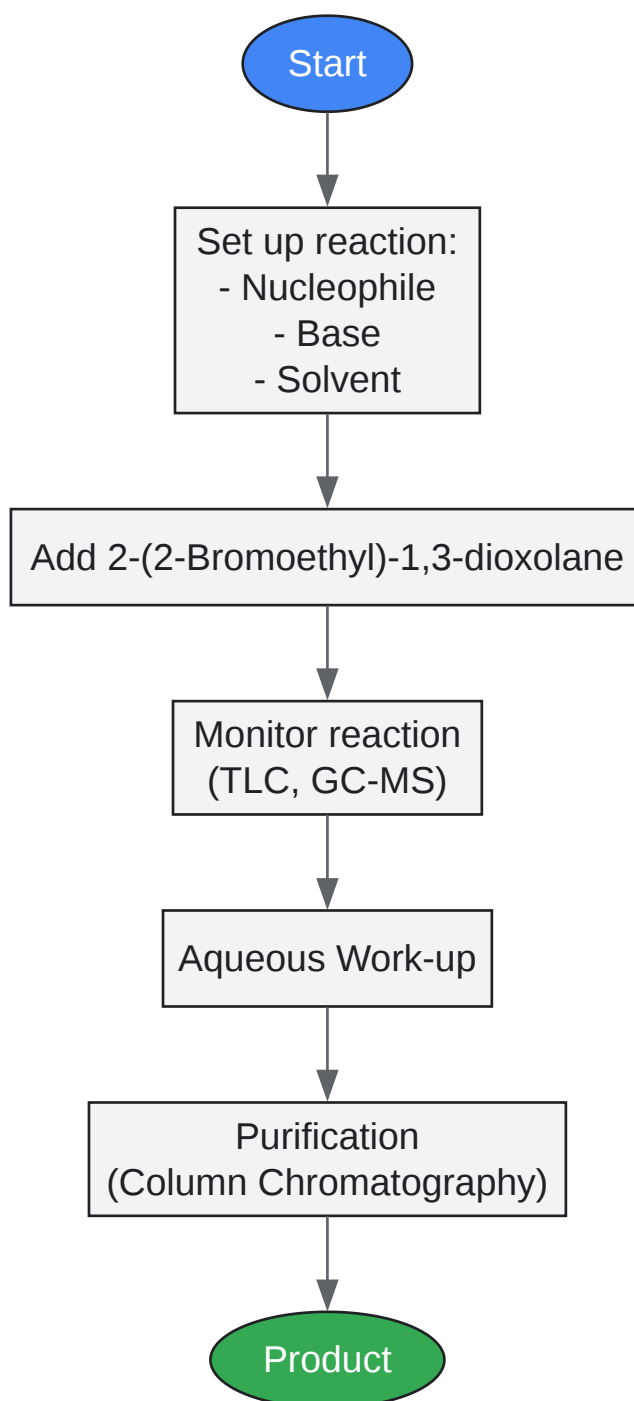 Start
Set up reaction:
- Nucleophile
- Base
- Solvent
Add 2-(2-Bromoethyl)-1,3-dioxolane
Monitor reaction
(TLC, GC-MS)
Aqueous Work-up
Purification
(Column Chromatography)
Product